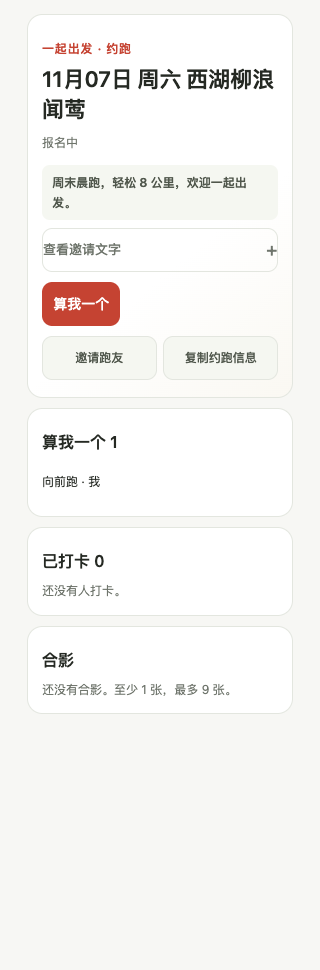 一起出发 · 约跑
11月07日 周六 西湖柳浪
闻莺
报名中
周末晨跑，轻松 8 公里，欢迎一起出
发。
查看邀请文字 +
算我一个
邀请跑友 复制约跑信息
算我一个 1
向前跑 · 我
已打卡 0
还没有人打卡。
合影
还没有合影。至少 1 张，最多 9 张。